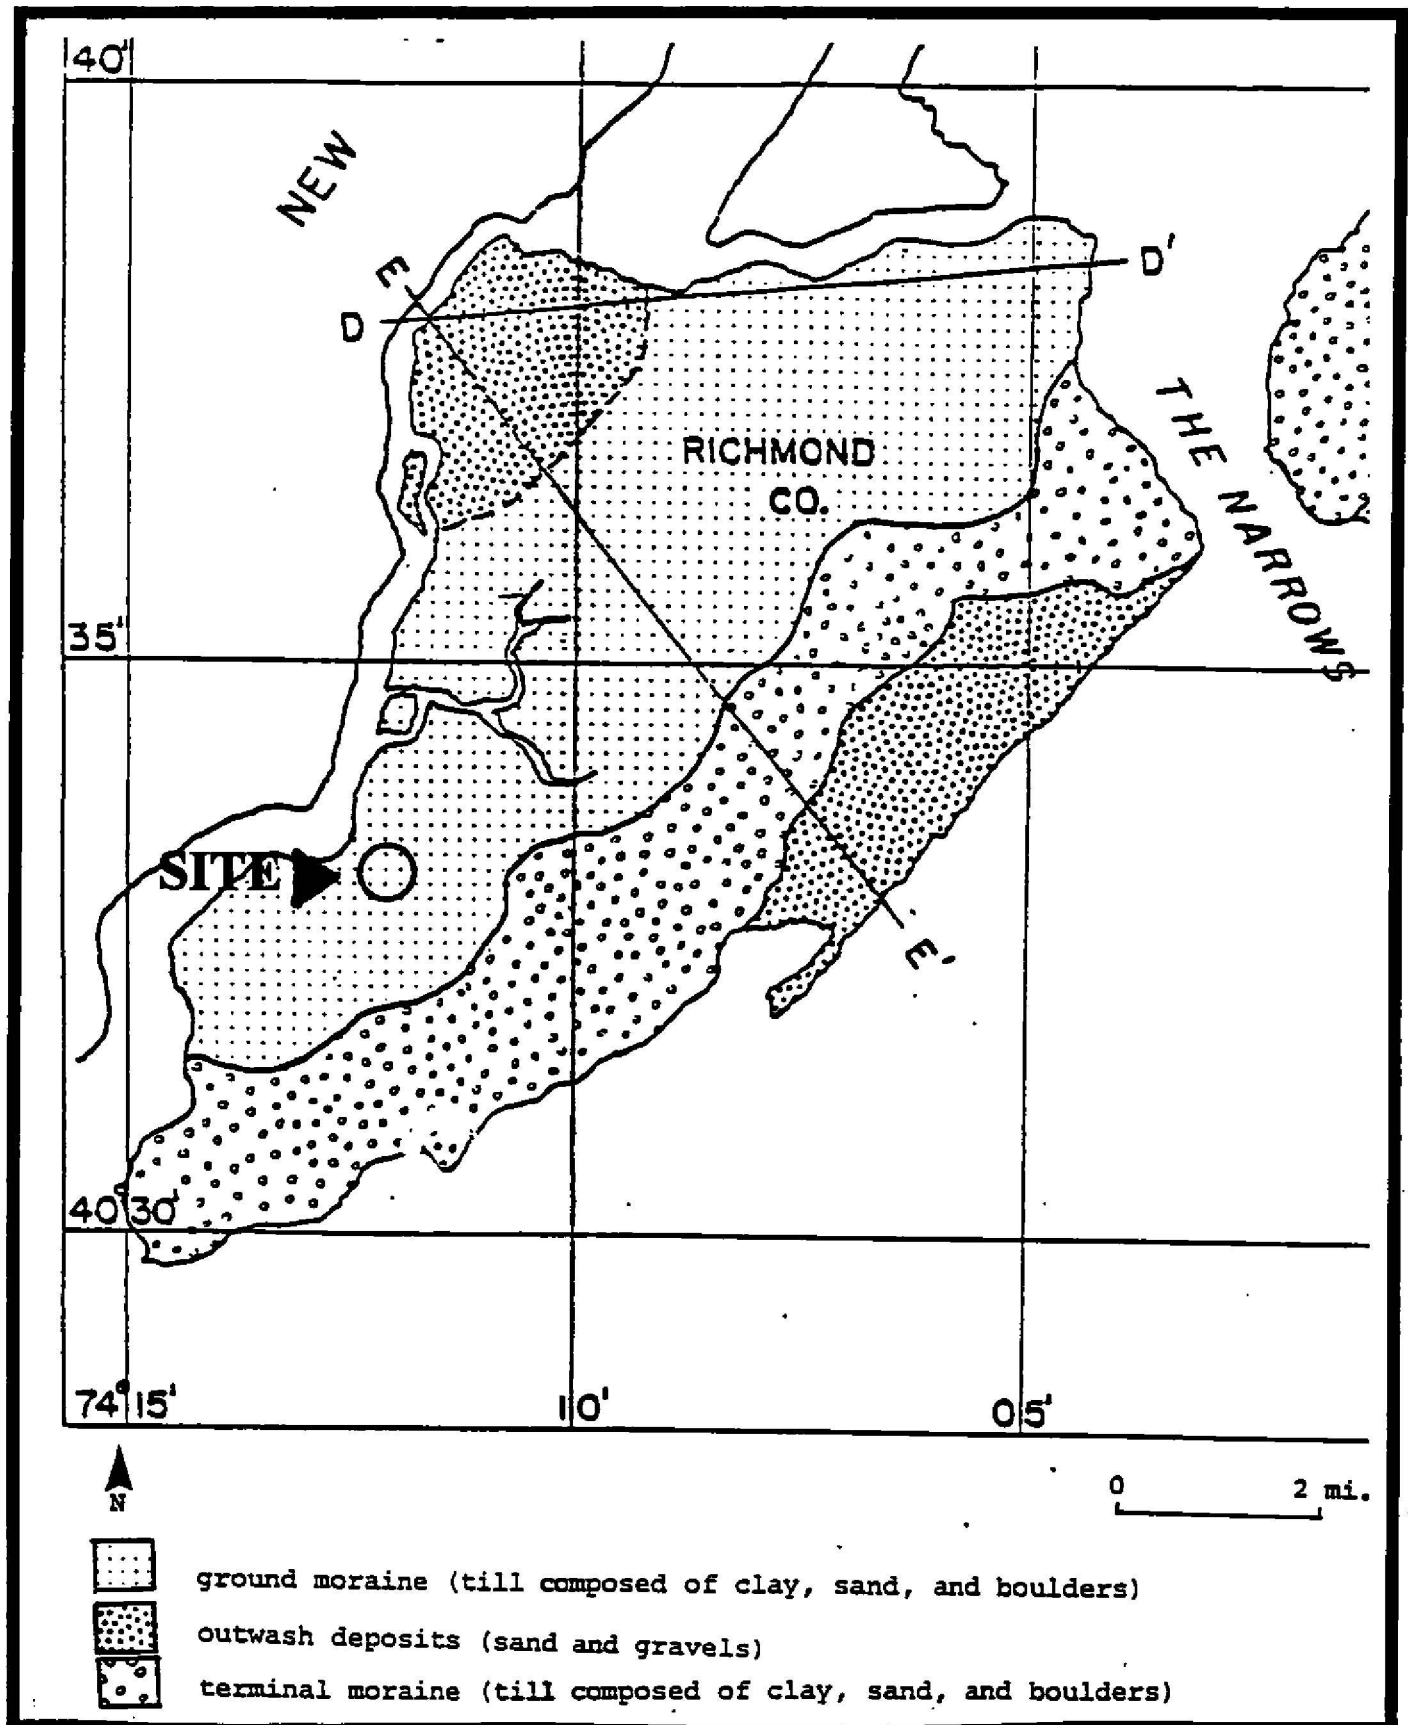 40'
NEW
E
D
D'
THE NARROWS
RICHMOND
CO.
35'
SITE
E'
40 30'
74° 15'
10'
05'
N
0 2 mi.
ground moraine (till composed of clay, sand, and boulders)
outwash deposits (sand and gravels)
terminal moraine (till composed of clay, sand, and boulders)